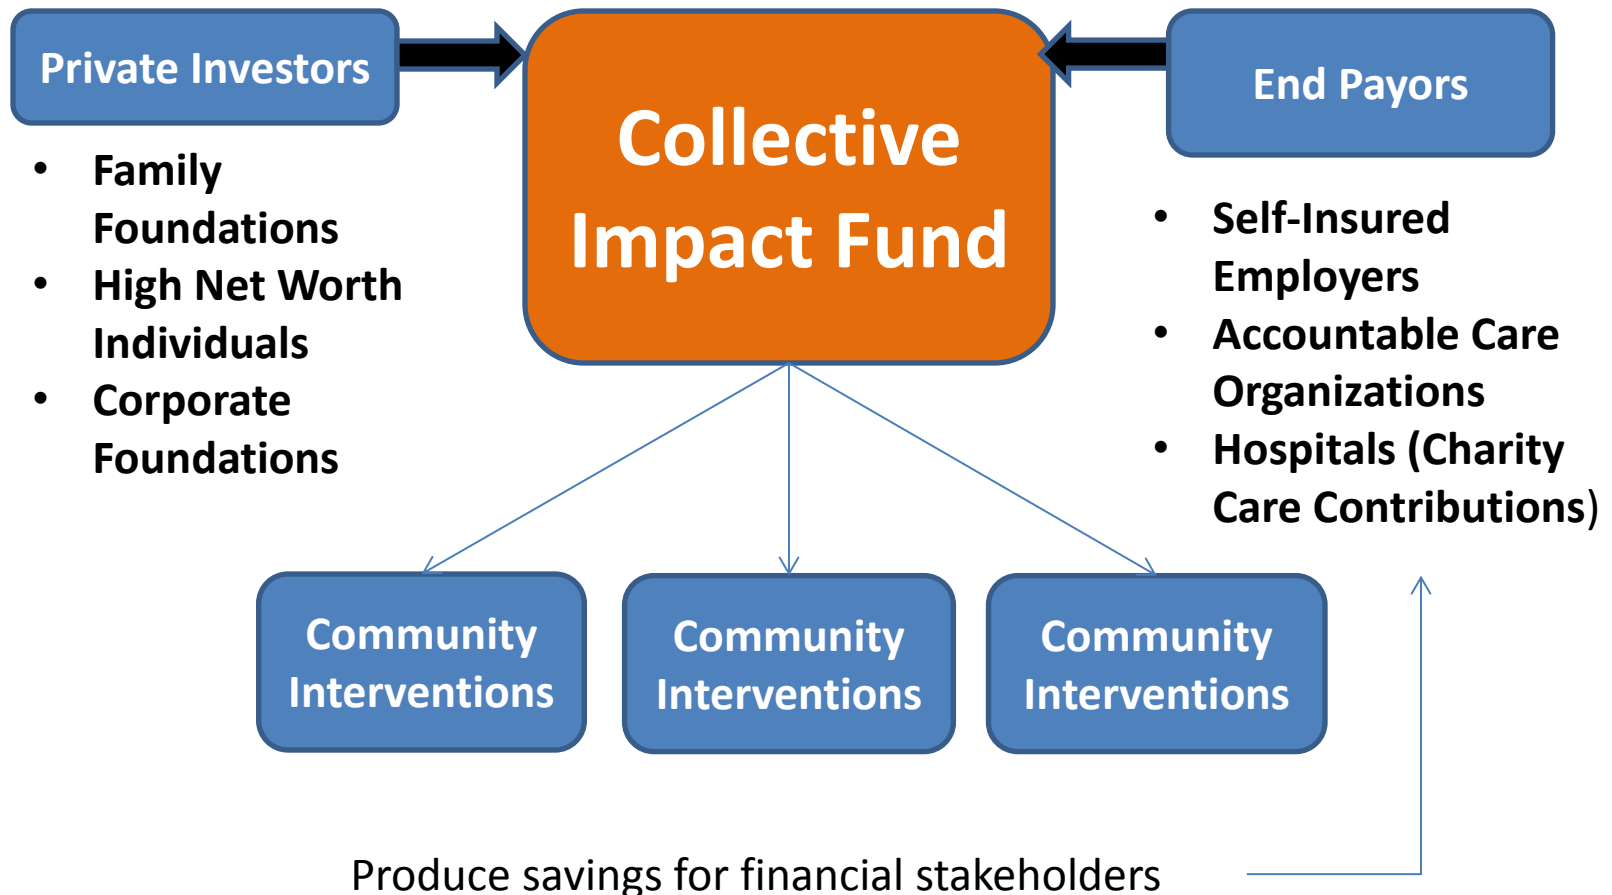 Private Investors
• Family
Foundations
• High Net Worth
Individuals
• Corporate
Foundations
Collective
Impact Fund
End Payors
• Self-Insured
Employers
• Accountable Care
Organizations
• Hospitals (Charity
Care Contributions)
Community
Interventions
Community
Interventions
Community
Interventions
Produce savings for financial stakeholders